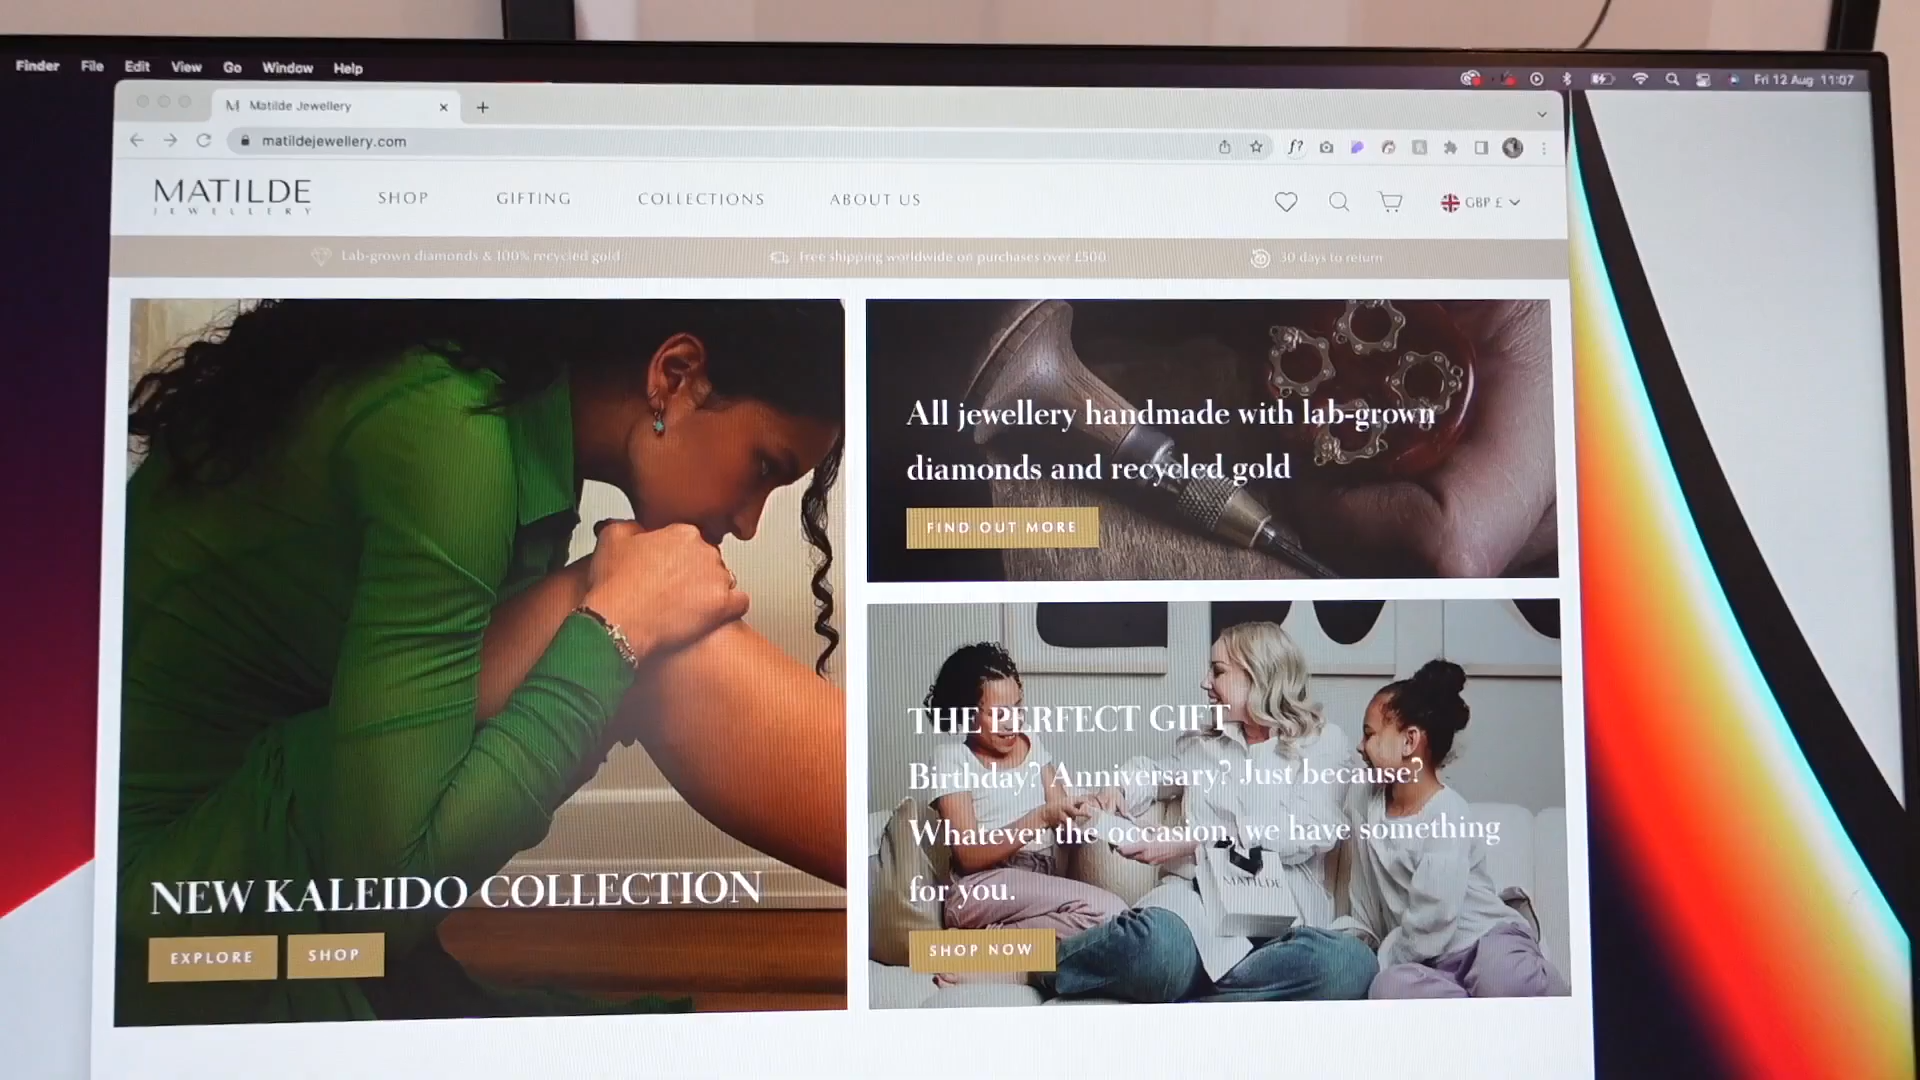 Finder File Edit View Go Window Help
Fri 12 Aug 11:07
Matilde Jewellery
matildejewellery.com
f?
MATILDE
JEWELLERY
SHOP GIFTING COLLECTIONS ABOUT US
GBP £
Lab-grown diamonds & 100% recycled gold
Free shipping worldwide on purchases over £500
30 days to return
NEW KALEIDO COLLECTION
EXPLORE SHOP
All jewellery handmade with lab-grown
diamonds and recycled gold
FIND OUT MORE
THE PERFECT GIFT
Birthday? Anniversary? Just because?
Whatever the occasion, we have something
for you.
MATILDE
SHOP NOW